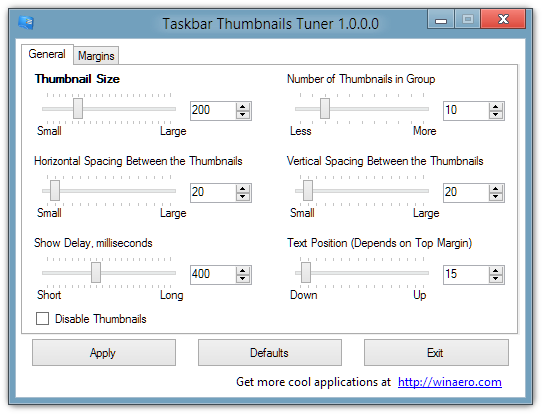 Taskbar Thumbnails Tuner 1.0.0.0
General Margins
Thumbnail Size
200
Small Large
Number of Thumbnails in Group
10
Less More
Horizontal Spacing Between the Thumbnails
20
Small Large
Vertical Spacing Between the Thumbnails
20
Small Large
Show Delay, milliseconds
400
Short Long
Text Position (Depends on Top Margin)
15
Down Up
Disable Thumbnails
Apply Defaults Exit
Get more cool applications at http://winaero.com